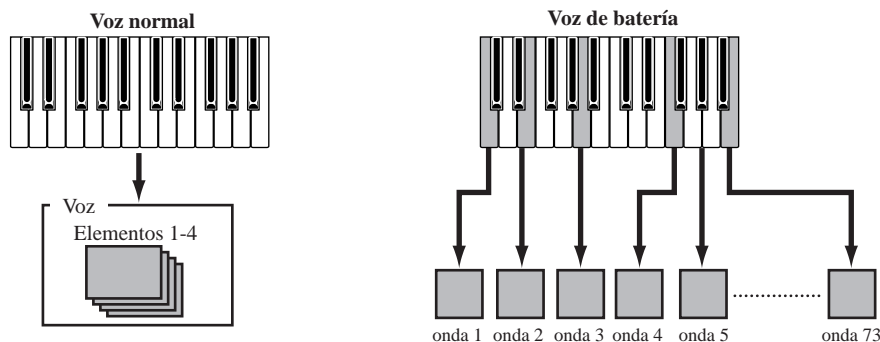 Voz normal
Voz
Elementos 1-4
Voz de batería
onda 1 onda 2 onda 3 onda 4 onda 5 onda 73